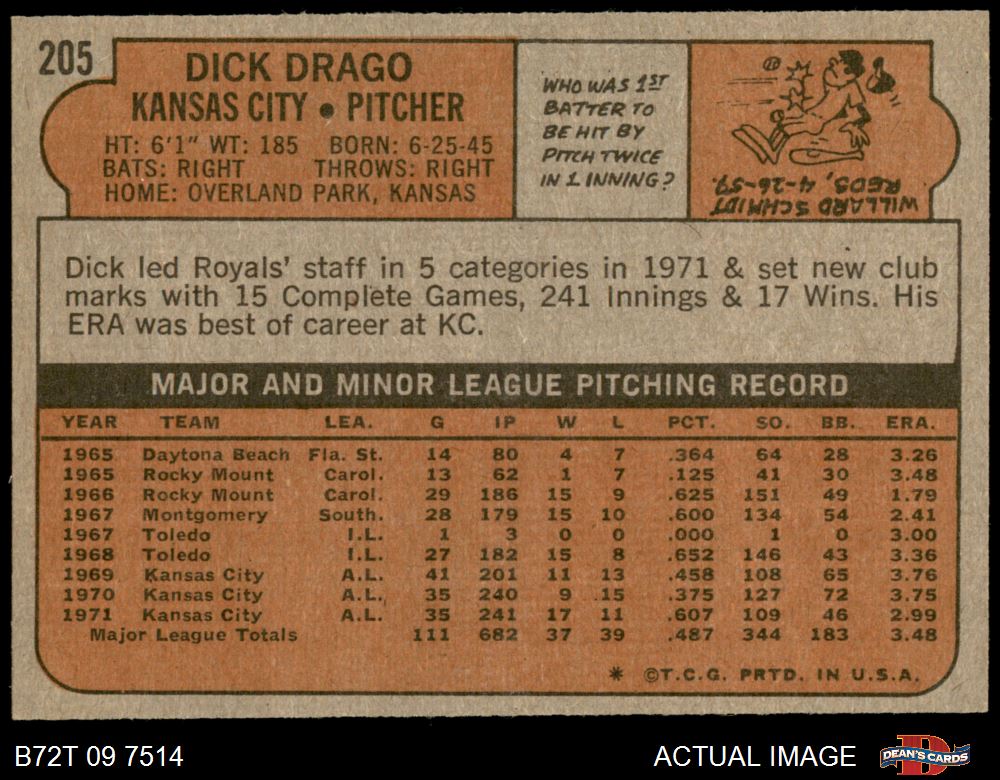 205
DICK DRAGO
KANSAS CITY • PITCHER
HT: 6'1" WT: 185 BORN: 6-25-45
BATS: RIGHT THROWS: RIGHT
HOME: OVERLAND PARK, KANSAS
WHO WAS 1ST
BATTER TO
BE HIT BY
PITCH TWICE
IN 1 INNING?
WILLARD SCHMIDT
REDS, 4-26-59.
Dick led Royals' staff in 5 categories in 1971 & set new club
marks with 15 Complete Games, 241 Innings & 17 Wins. His
ERA was best of career at KC.
MAJOR AND MINOR LEAGUE PITCHING RECORD
YEAR TEAM LEA. G IP W L PCT. SO. BB. ERA.
1965 Daytona Beach Fla. St. 14 80 4 7 .364 64 28 3.26
1965 Rocky Mount Carol. 13 62 1 7 .125 41 30 3.48
1966 Rocky Mount Carol. 29 186 15 9 .625 151 49 1.79
1967 Montgomery South. 28 179 15 10 .600 134 54 2.41
1967 Toledo I.L. 1 3 0 0 .000 1 0 3.00
1968 Toledo I.L. 27 182 15 8 .652 146 43 3.36
1969 Kansas City A.L. 41 201 11 13 .458 108 65 3.76
1970 Kansas City A.L. 35 240 9 15 .375 127 72 3.75
1971 Kansas City A.L. 35 241 17 11 .607 109 46 2.99
Major League Totals 111 682 37 39 .487 344 183 3.48
* ©T.C.G. PRTD. IN U.S.A.
B72T 09 7514
ACTUAL IMAGE
DEAN'S CARDS